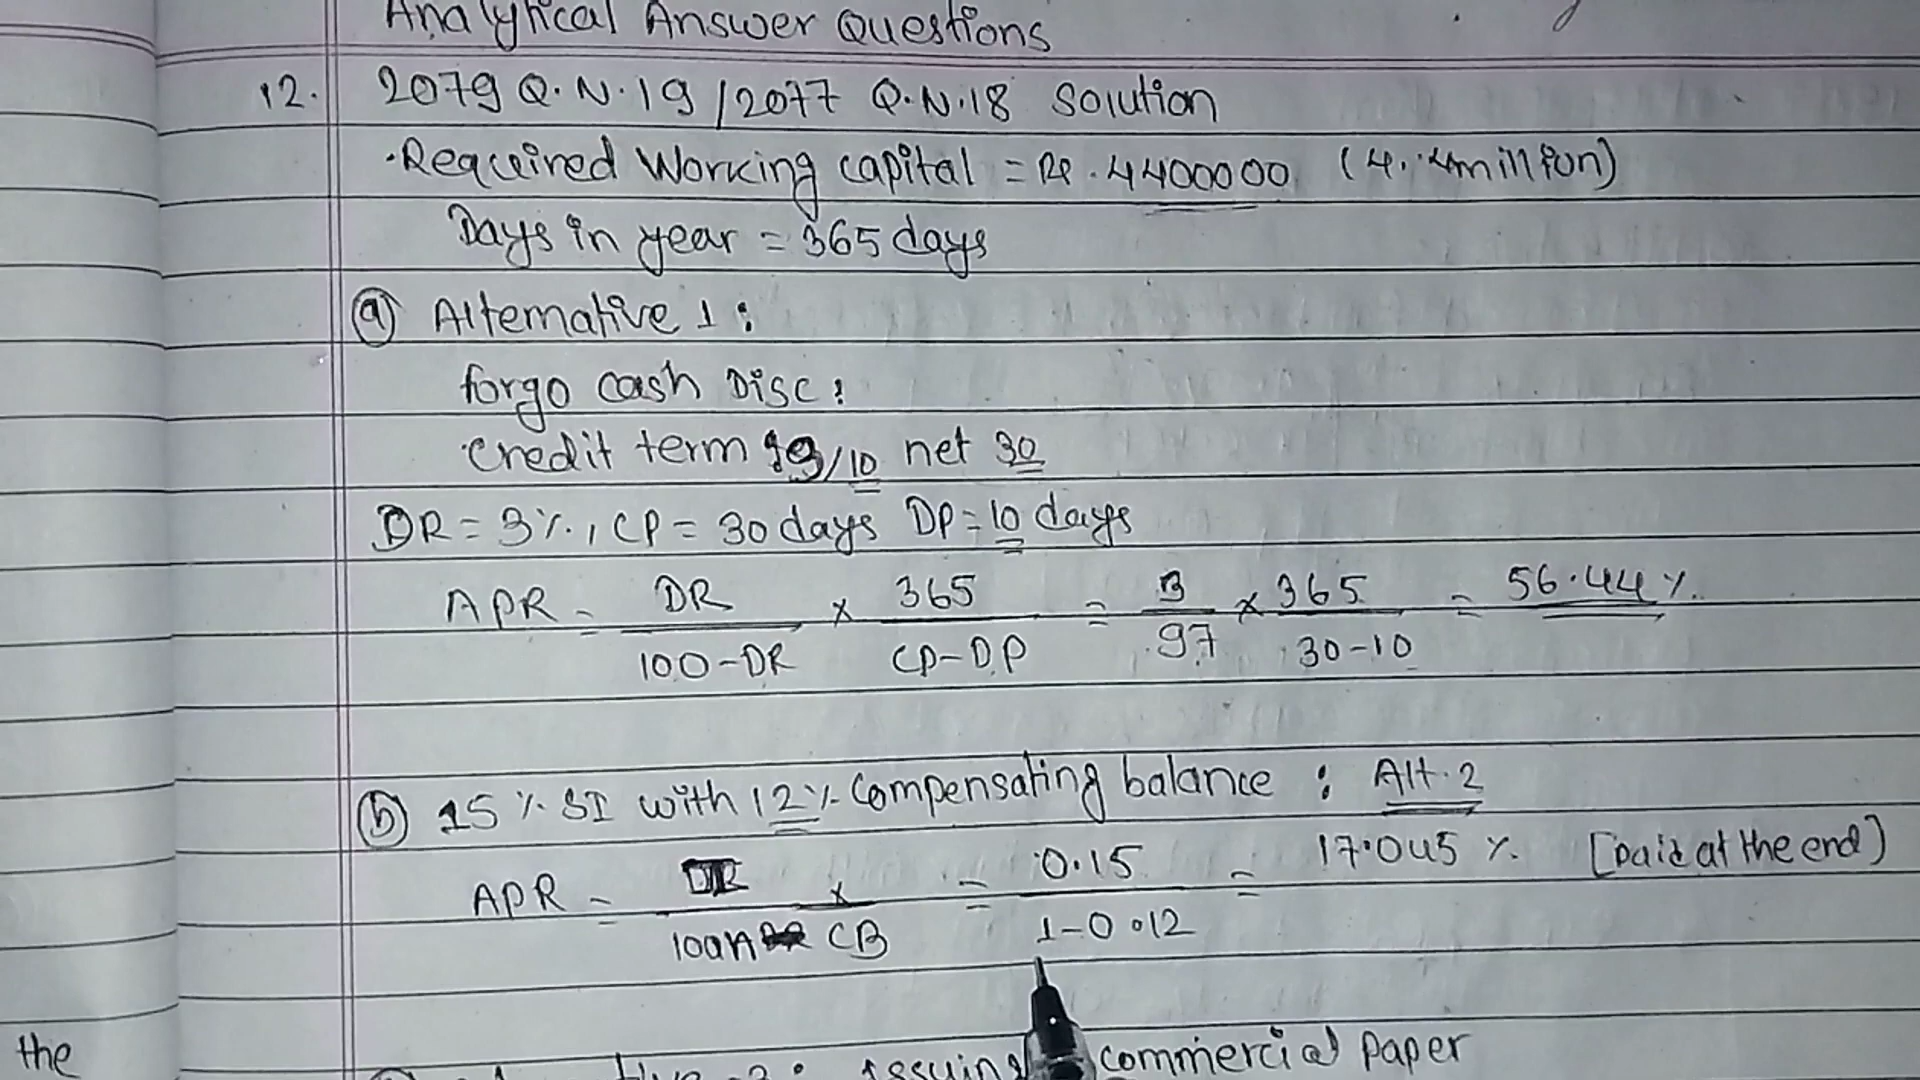 Analytical Answer Questions
12. 2079 Q.N.19 / 2077 Q.N.18 Solution
Required Working capital = Rs. 4400000 (4.4million)
Days in year = 365 days
(a) Alternative 1 :
forgo cash Disc :
credit term 3/10 net 30
DR = 3%, CP = 30 days DP = 10 days
APR = DR / 100-DR × 365 / CP-DP = 3 / 97 × 365 / 30-10 = 56.44%
(b) 15% SI with 12% Compensating balance : Alt. 2
APR = / loan CB = 0.15 / 1-0.12 = 17.045% [paid at the end]
issuing commercial paper
the